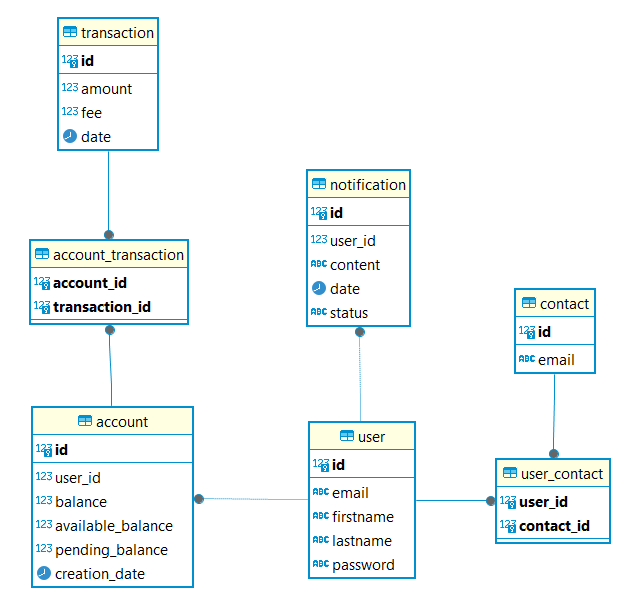 transaction
123 id
123 amount
123 fee
date
account_transaction
123 account_id
123 transaction_id
notification
123 id
123 user_id
ABC content
date
ABC status
contact
123 id
ABC email
account
123 id
123 user_id
123 balance
123 available_balance
123 pending_balance
creation_date
user
123 id
ABC email
ABC firstname
ABC lastname
ABC password
user_contact
123 user_id
123 contact_id